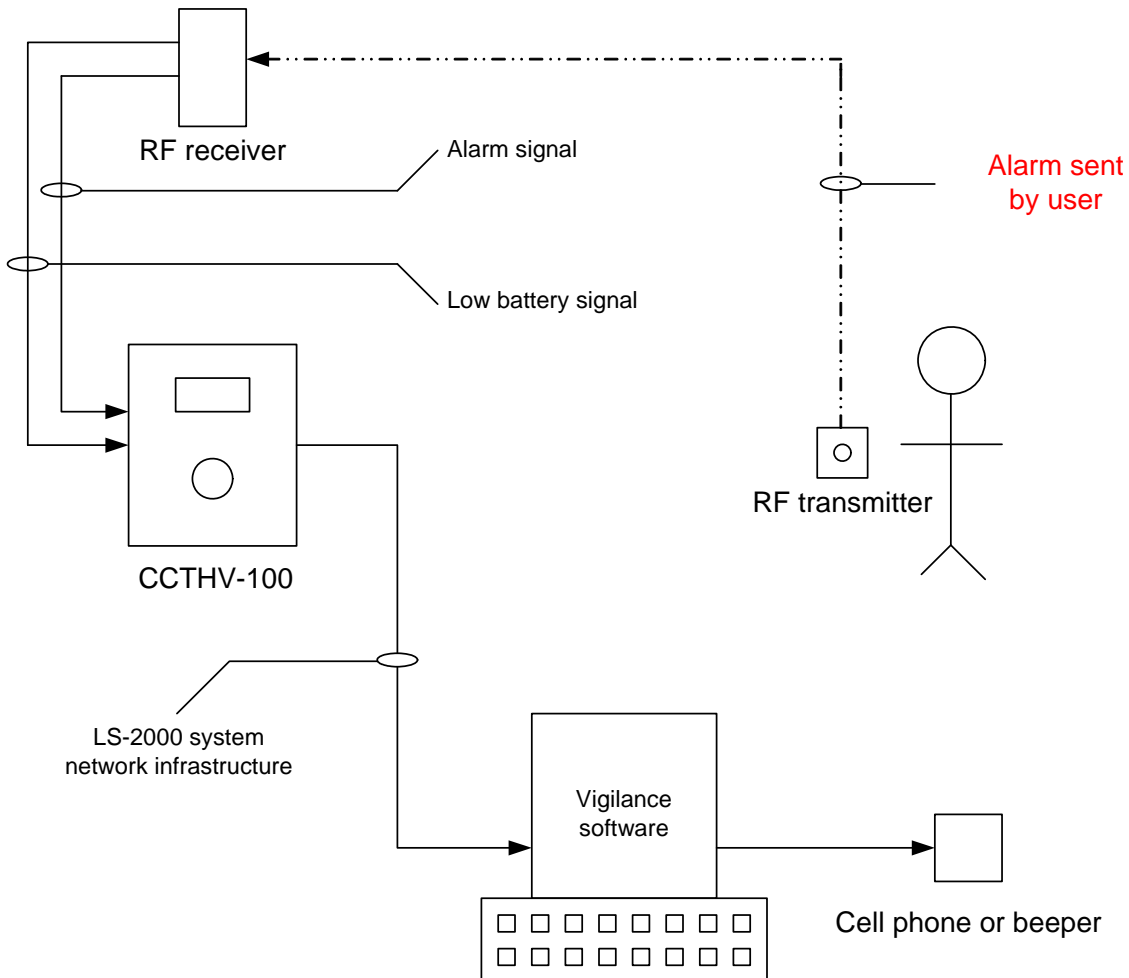 RF receiver
Alarm signal
Alarm sent
by user
Low battery signal
RF transmitter
CCTHV-100
LS-2000 system
network infrastructure
Vigilance
software
Cell phone or beeper